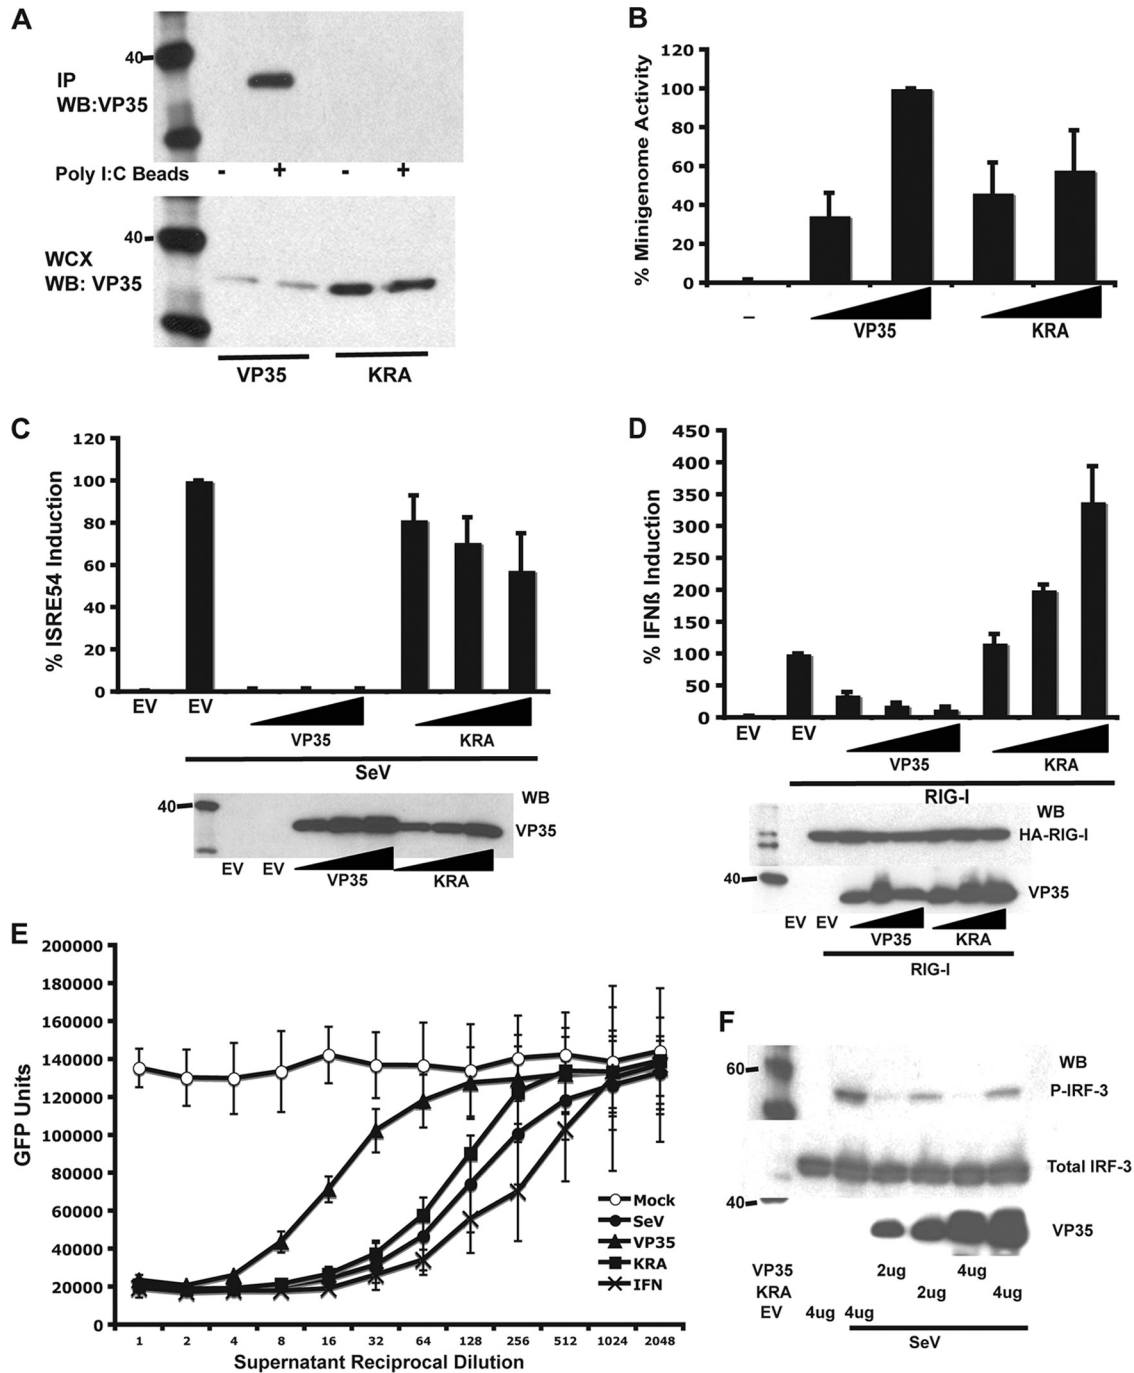 A
40
IP
WB:VP35
Poly I:C Beads - + - +
40
WCX
WB: VP35
VP35 KRA
B
% Minigenome Activity
120
100
80
60
40
20
0
–
VP35 KRA
C
% ISRE54 Induction
120
100
80
60
40
20
0
EV EV
VP35 KRA
SeV
40
WB
VP35
EV EV VP35 KRA
D
% IFNß Induction
450
400
350
300
250
200
150
100
50
0
EV EV
VP35 KRA
RIG-I
WB
HA-RIG-I
40
VP35
EV EV
VP35 KRA
RIG-I
E
GFP Units
200000
180000
160000
140000
120000
100000
80000
60000
40000
20000
0
1 2 4 8 16 32 64 128 256 512 1024 2048
Supernatant Reciprocal Dilution
Mock
SeV
VP35
KRA
IFN
F
60
WB
P-IRF-3
Total IRF-3
40
VP35
VP35 2ug 4ug
KRA 2ug 4ug
EV 4ug 4ug
SeV